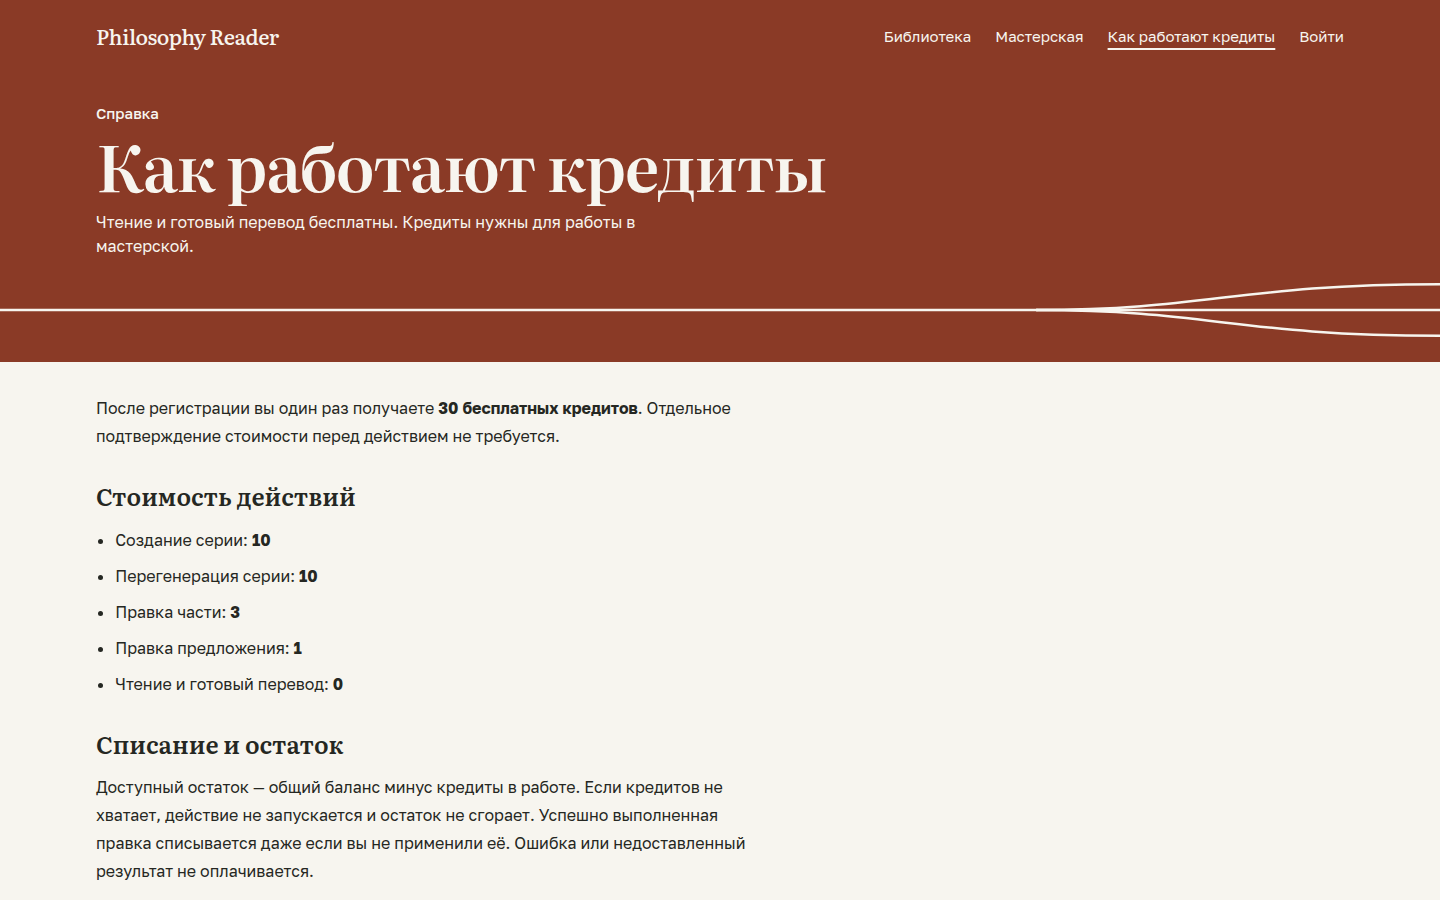 Philosophy Reader
Библиотека Мастерская Как работают кредиты Войти
Справка
Как работают кредиты
Чтение и готовый перевод бесплатны. Кредиты нужны для работы в
мастерской.
После регистрации вы один раз получаете 30 бесплатных кредитов. Отдельное
подтверждение стоимости перед действием не требуется.
Стоимость действий
• Создание серии: 10
• Перегенерация серии: 10
• Правка части: 3
• Правка предложения: 1
• Чтение и готовый перевод: 0
Списание и остаток
Доступный остаток — общий баланс минус кредиты в работе. Если кредитов не
хватает, действие не запускается и остаток не сгорает. Успешно выполненная
правка списывается даже если вы не применили её. Ошибка или недоставленный
результат не оплачивается.